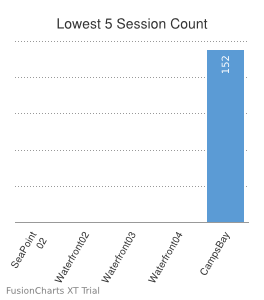 Lowest 5 Session Count
152
SeaPoint
02
Waterfront02
Waterfront03
Waterfront04
CampsBay
FusionCharts XT Trial